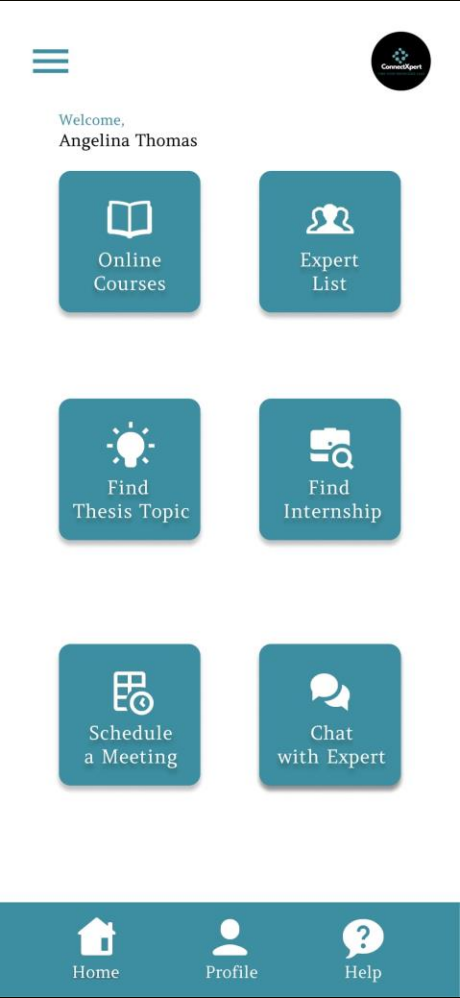 ConnectXpert
Welcome,
Angelina Thomas
Online
Courses
Expert
List
Find
Thesis Topic
Find
Internship
Schedule
a Meeting
Chat
with Expert
Home
Profile
Help